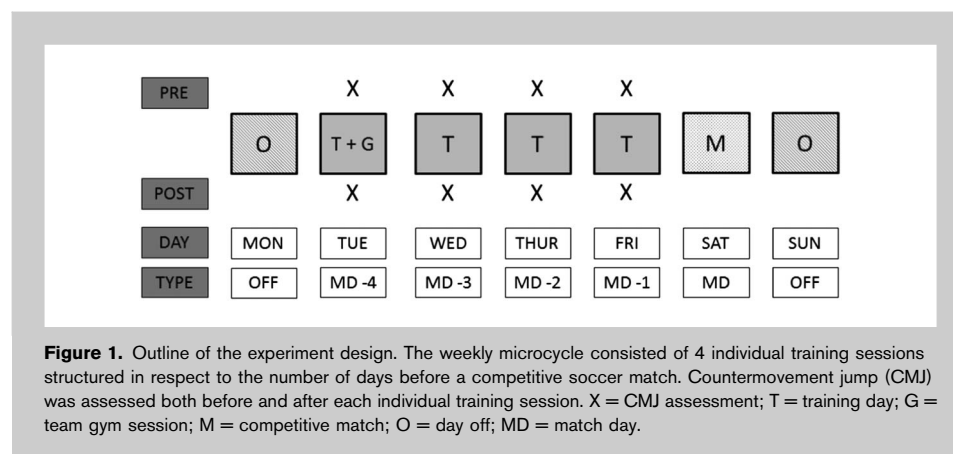 PRE X X X X
O T + G T T T M O
POST X X X X
DAY MON TUE WED THUR FRI SAT SUN
TYPE OFF MD -4 MD -3 MD -2 MD -1 MD OFF
Figure 1. Outline of the experiment design. The weekly microcycle consisted of 4 individual training sessions
structured in respect to the number of days before a competitive soccer match. Countermovement jump (CMJ)
was assessed both before and after each individual training session. X = CMJ assessment; T = training day; G =
team gym session; M = competitive match; O = day off; MD = match day.